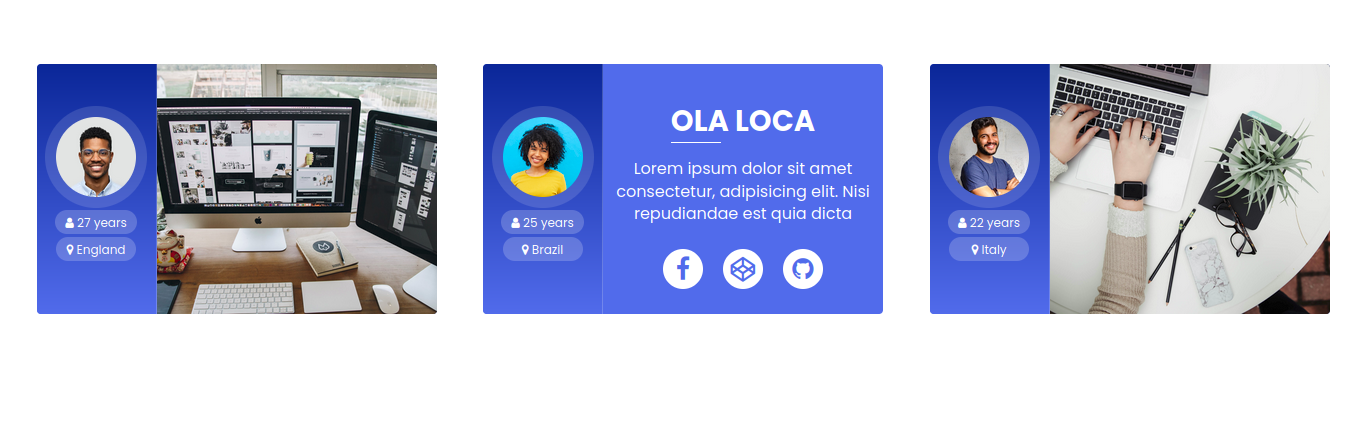 27 years
England
25 years
Brazil
OLA LOCA
Lorem ipsum dolor sit amet
consectetur, adipisicing elit. Nisi
repudiandae est quia dicta
22 years
Italy